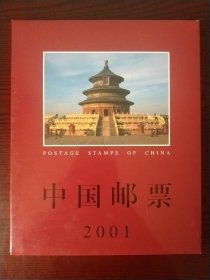 POSTAGE STAMPS OF CHINA
中国邮票
2001